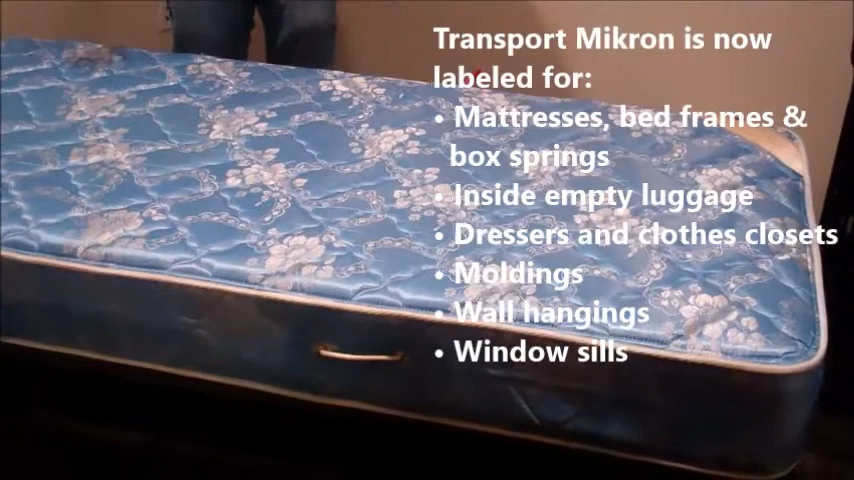 Transport Mikron is now
labeled for:
• Mattresses, bed frames &
box springs
• Inside empty luggage
• Dressers and clothes closets
• Moldings
• Wall hangings
• Window sills